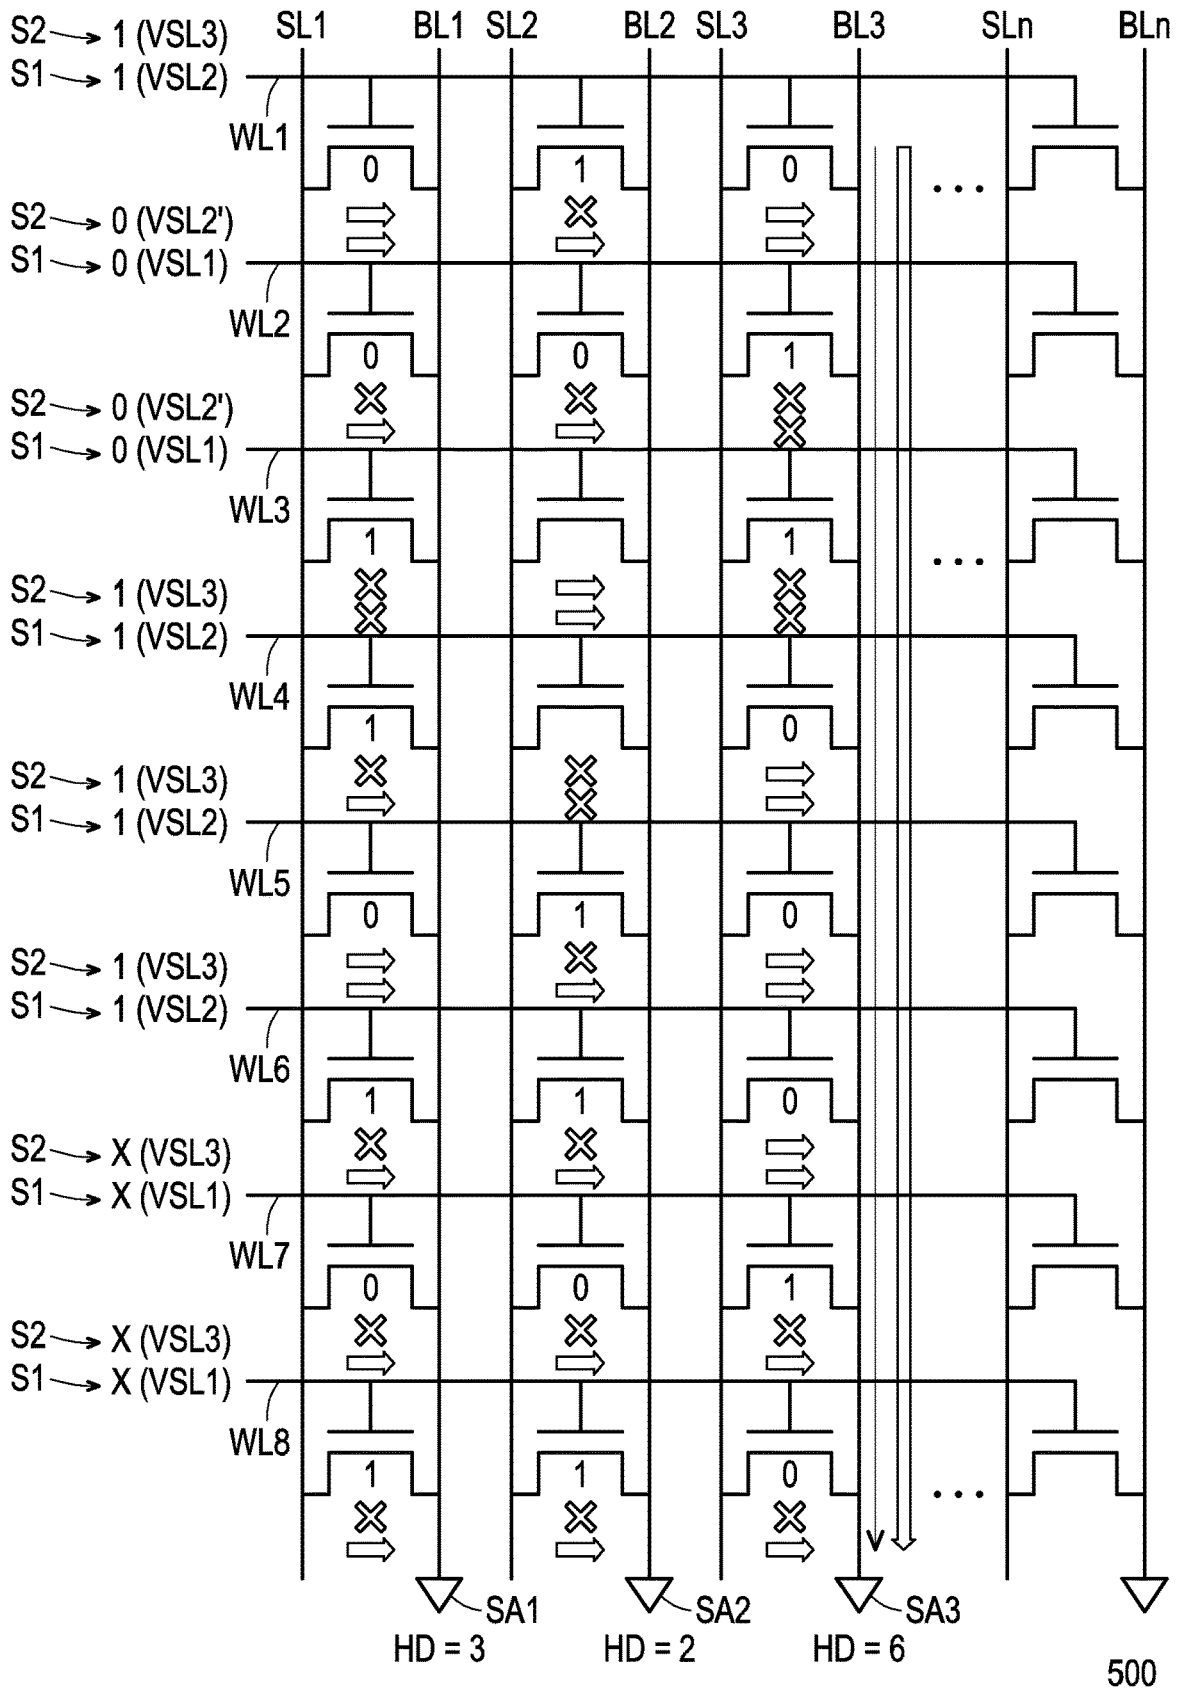 SL1 BL1 SL2 BL2 SL3 BL3 SLn BLn
S2 1 (VSL3)
S1 1 (VSL2)
WL1
0 1 0
...
S2 0 (VSL2')
S1 0 (VSL1)
WL2
0 0 1
S2 0 (VSL2')
S1 0 (VSL1)
WL3
1 1
...
S2 1 (VSL3)
S1 1 (VSL2)
WL4
1 0
S2 1 (VSL3)
S1 1 (VSL2)
WL5
0 1 0
S2 1 (VSL3)
S1 1 (VSL2)
WL6
1 1 0
S2 X (VSL3)
S1 X (VSL1)
WL7
0 0 1
S2 X (VSL3)
S1 X (VSL1)
WL8
1 1 0
...
SA1 SA2 SA3
HD = 3 HD = 2 HD = 6
500